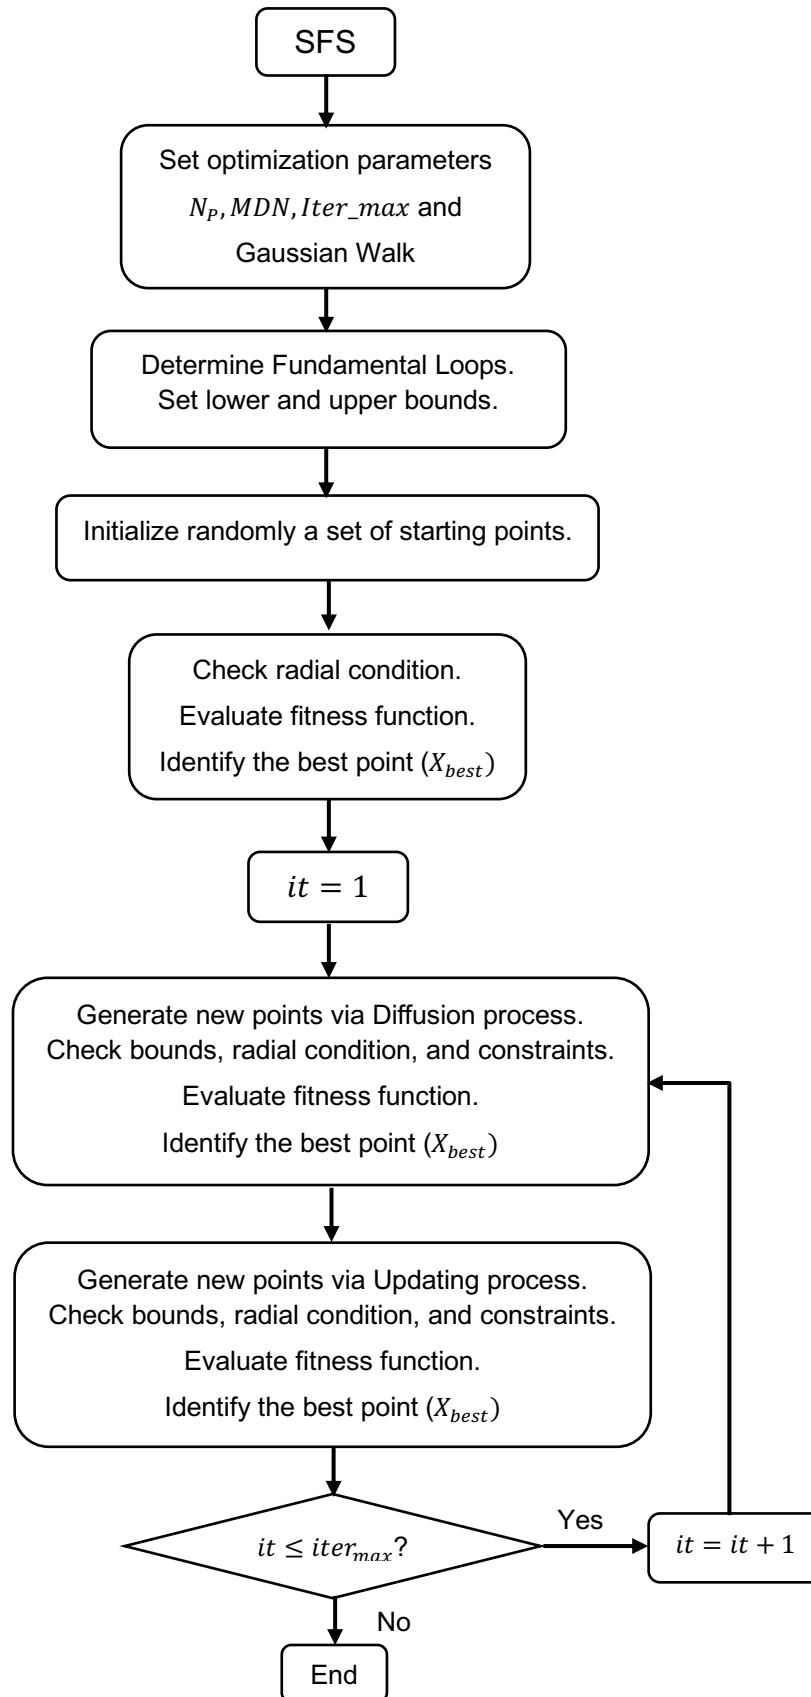 SFS
Set optimization parameters
N_P, MDN, Iter_max and
Gaussian Walk
Determine Fundamental Loops.
Set lower and upper bounds.
Initialize randomly a set of starting points.
Check radial condition.
Evaluate fitness function.
Identify the best point (X_best)
it = 1
Generate new points via Diffusion process.
Check bounds, radial condition, and constraints.
Evaluate fitness function.
Identify the best point (X_best)
Generate new points via Updating process.
Check bounds, radial condition, and constraints.
Evaluate fitness function.
Identify the best point (X_best)
it ≤ iter_max?
Yes
it = it + 1
No
End